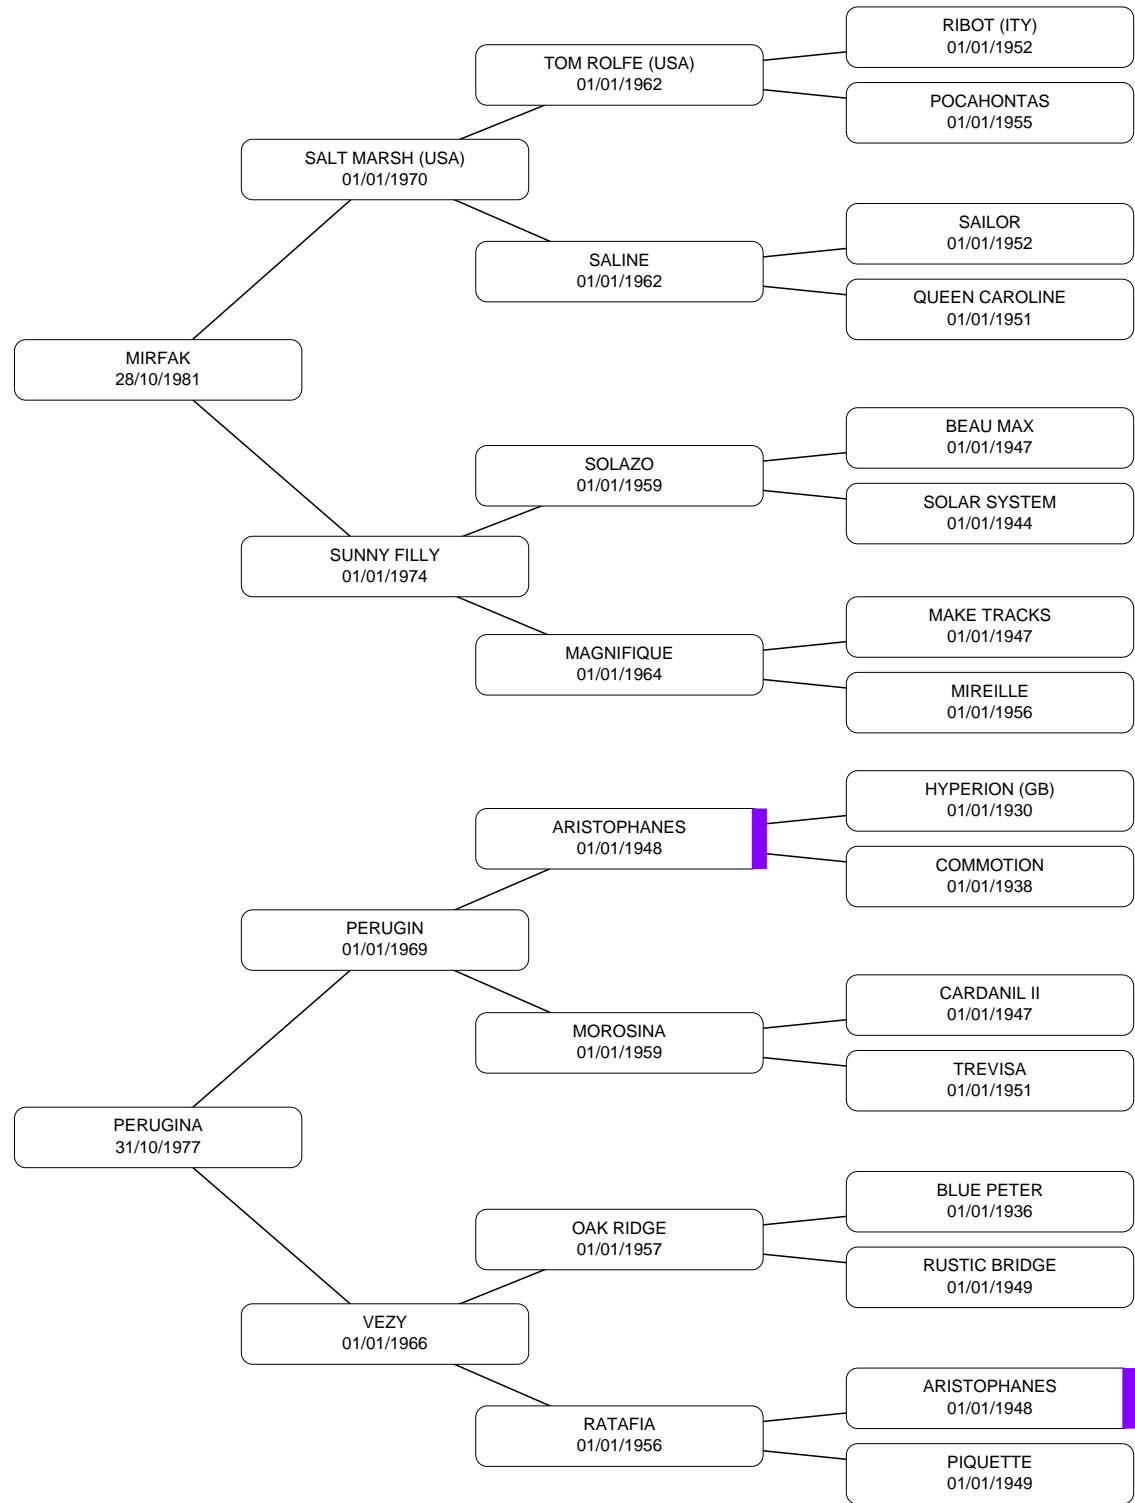 RIBOT (ITY)
01/01/1952
TOM ROLFE (USA)
01/01/1962
POCAHONTAS
01/01/1955
SALT MARSH (USA)
01/01/1970
SAILOR
01/01/1952
SALINE
01/01/1962
QUEEN CAROLINE
01/01/1951
MIRFAK
28/10/1981
BEAU MAX
01/01/1947
SOLAZO
01/01/1959
SOLAR SYSTEM
01/01/1944
SUNNY FILLY
01/01/1974
MAKE TRACKS
01/01/1947
MAGNIFIQUE
01/01/1964
MIREILLE
01/01/1956
HYPERION (GB)
01/01/1930
ARISTOPHANES
01/01/1948
COMMOTION
01/01/1938
PERUGIN
01/01/1969
CARDANIL II
01/01/1947
MOROSINA
01/01/1959
TREVISA
01/01/1951
PERUGINA
31/10/1977
BLUE PETER
01/01/1936
OAK RIDGE
01/01/1957
RUSTIC BRIDGE
01/01/1949
VEZY
01/01/1966
ARISTOPHANES
01/01/1948
RATAFIA
01/01/1956
PIQUETTE
01/01/1949